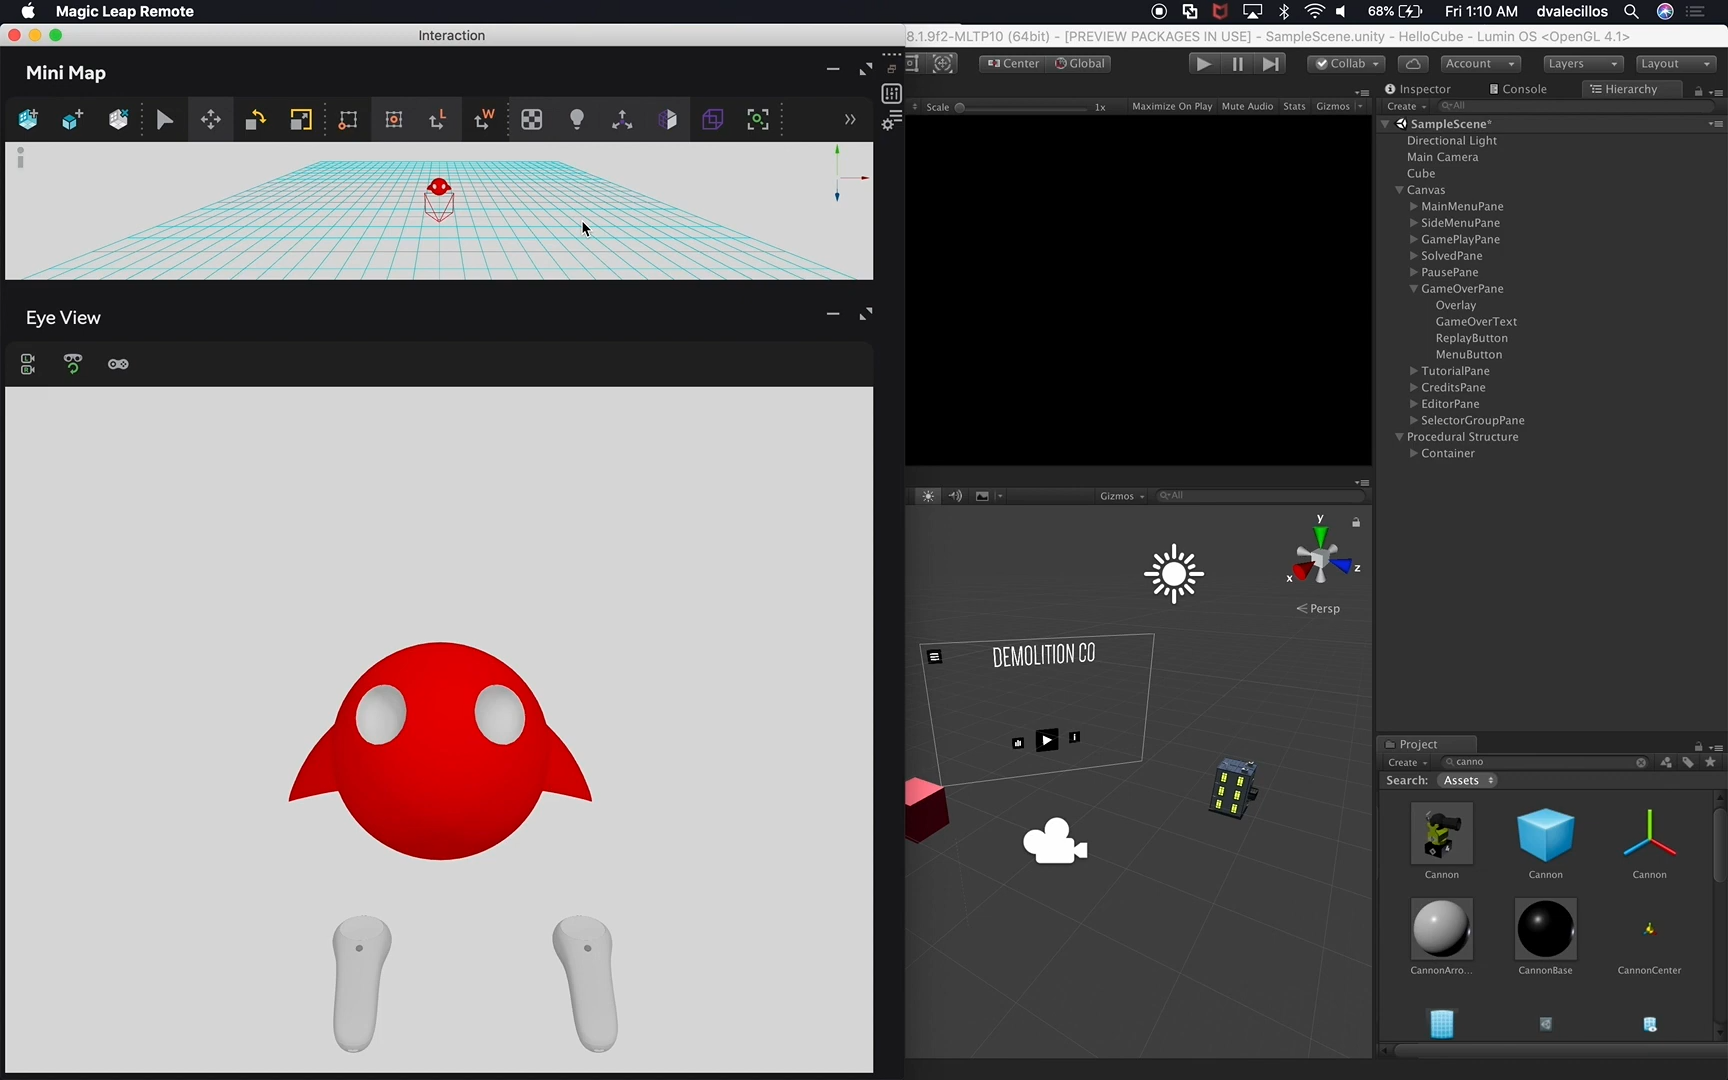 Magic Leap Remote
68%
Fri 1:10 AM
dvalecillos
Interaction
8.1.9f2-MLTP10 (64bit) - [PREVIEW PACKAGES IN USE] - SampleScene.unity - HelloCube - Lumin OS <OpenGL 4.1>
Mini Map
Center
Global
Collab
Account
Layers
Layout
Inspector
Console
Hierarchy
Scale
1x
Maximize On Play
Mute Audio
Stats
Gizmos
Create
All
L
W
SampleScene*
Directional Light
Main Camera
Cube
Canvas
MainMenuPane
SideMenuPane
GamePlayPane
SolvedPane
PausePane
GameOverPane
Overlay
GameOverText
ReplayButton
MenuButton
TutorialPane
CreditsPane
EditorPane
SelectorGroupPane
Procedural Structure
Container
Eye View
L
R
Gizmos
All
y
x
z
Persp
DEMOLITION CO
Project
Create
canno
Search:
Assets
Cannon
Cannon
Cannon
CannonArro...
CannonBase
CannonCenter